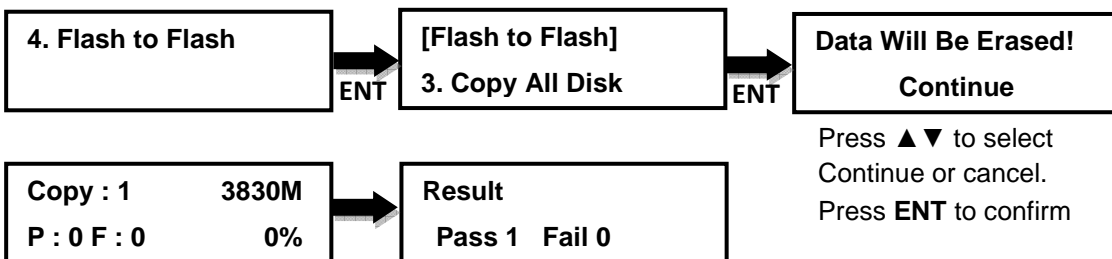 4. Flash to Flash
ENT
[Flash to Flash]
3. Copy All Disk
ENT
Data Will Be Erased!
Continue
Press ▲▼ to select
Continue or cancel.
Press ENT to confirm
Copy : 1 3830M
P : 0 F : 0 0%
Result
Pass 1 Fail 0